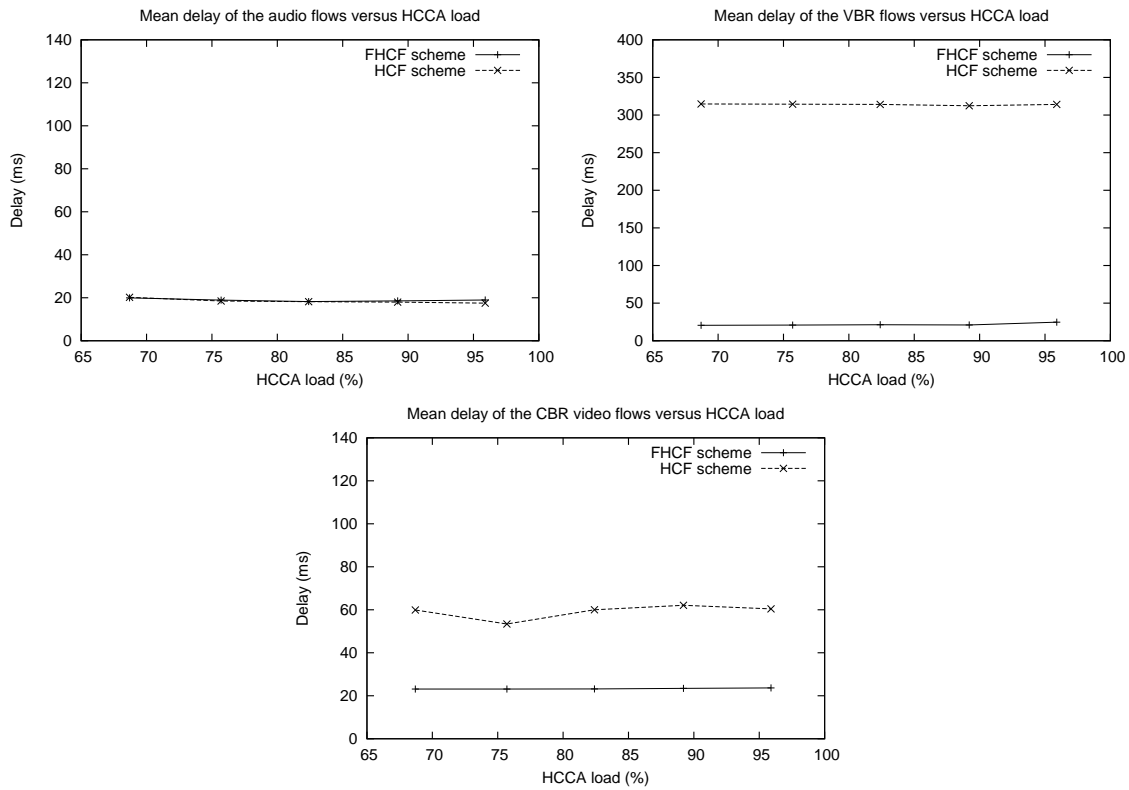 Mean delay of the audio flows versus HCCA load
140
120
100
80
60
40
20
0
65 70 75 80 85 90 95 100
Delay (ms)
HCCA load (%)
FHCF scheme
HCF scheme
Mean delay of the VBR flows versus HCCA load
400
350
300
250
200
150
100
50
0
65 70 75 80 85 90 95 100
Delay (ms)
HCCA load (%)
FHCF scheme
HCF scheme
Mean delay of the CBR video flows versus HCCA load
140
120
100
80
60
40
20
0
65 70 75 80 85 90 95 100
Delay (ms)
HCCA load (%)
FHCF scheme
HCF scheme